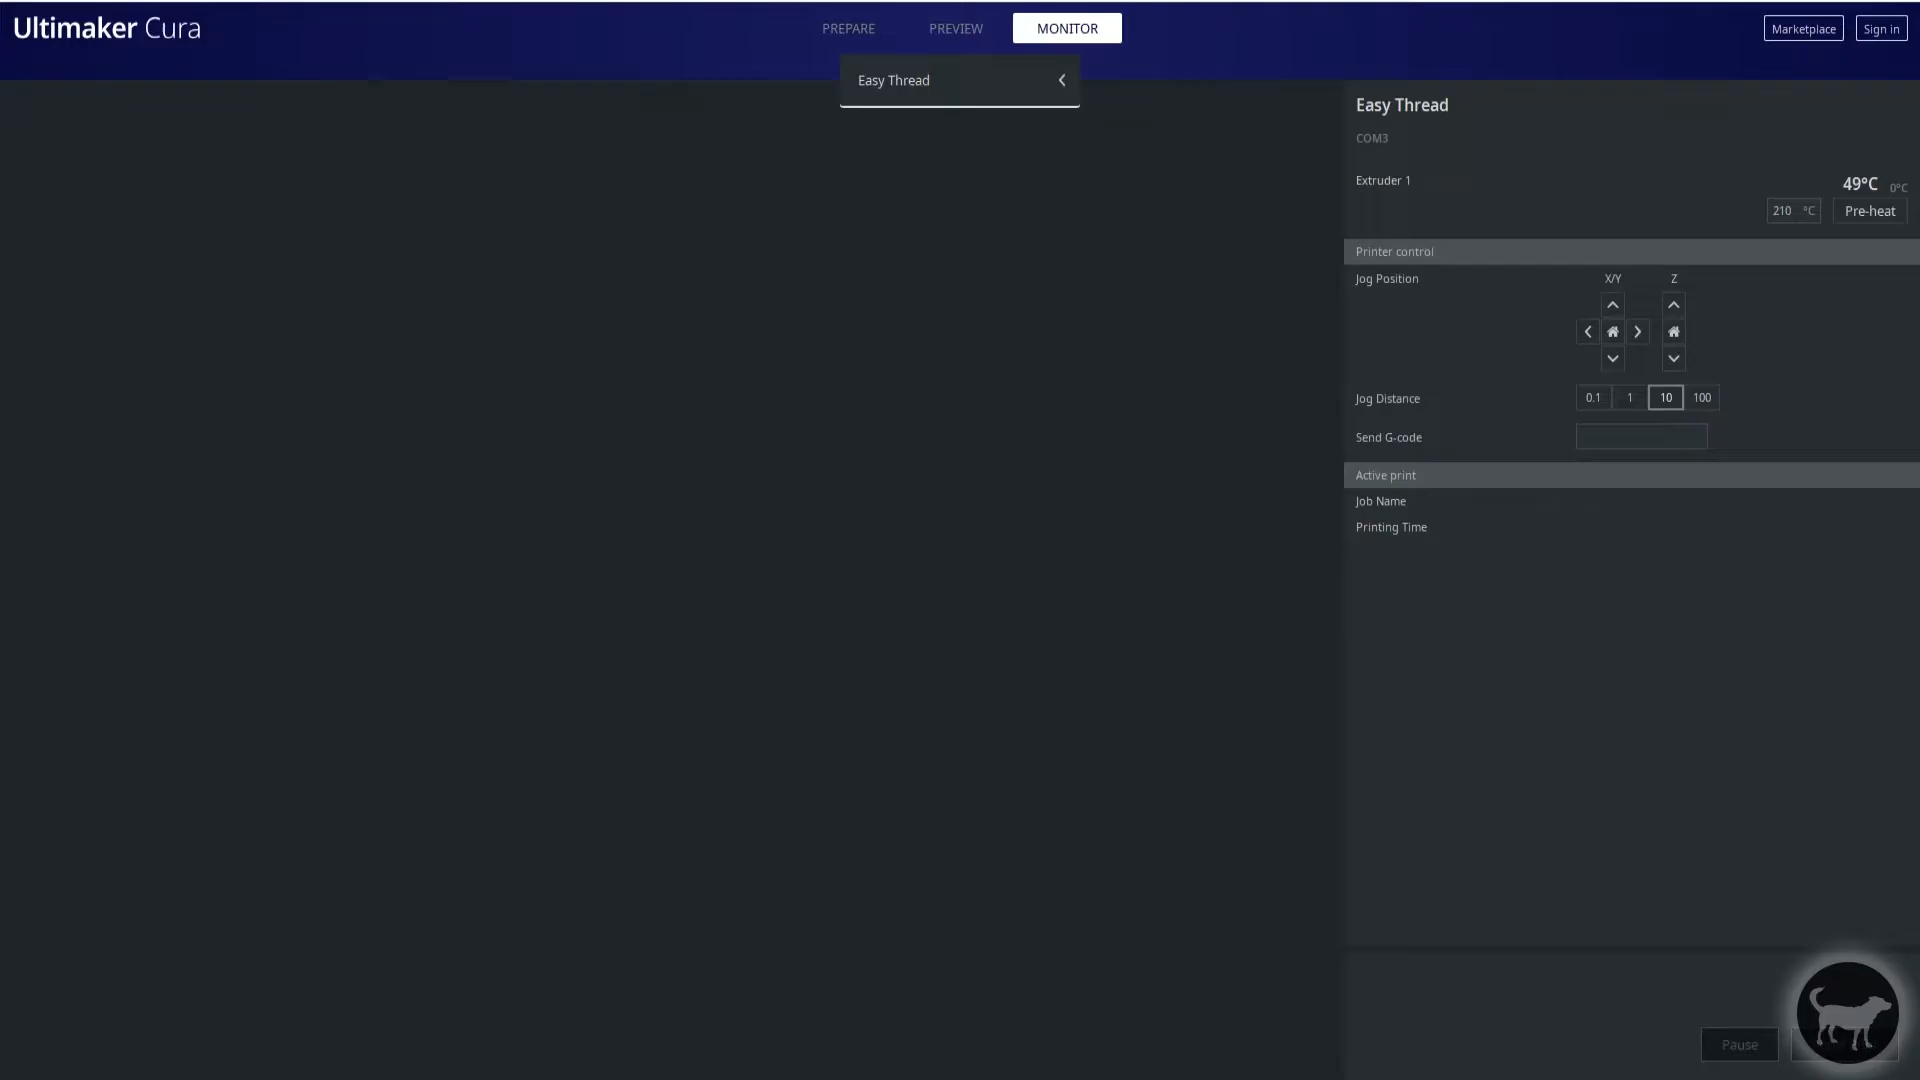 Ultimaker Cura
PREPARE
PREVIEW
MONITOR
Marketplace
Sign in
Easy Thread
Easy Thread
COM3
Extruder 1
49°C
0°C
210 °C
Pre-heat
Printer control
Jog Position
X/Y
Z
Jog Distance
0.1
1
10
100
Send G-code
Active print
Job Name
Printing Time
Pause